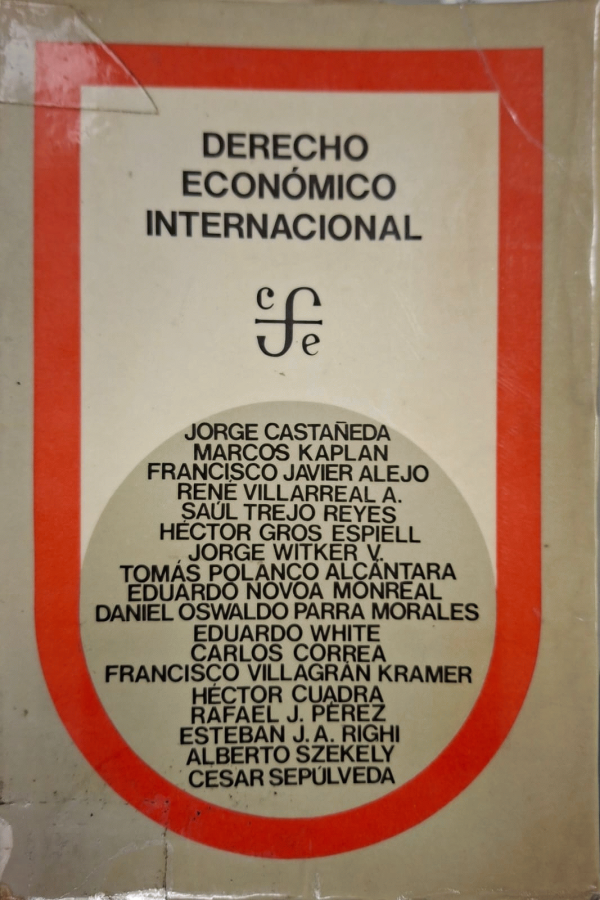 DERECHO
ECONÓMICO
INTERNACIONAL
cfe
JORGE CASTAÑEDA
MARCOS KAPLAN
FRANCISCO JAVIER ALEJO
RENÉ VILLARREAL A.
SAÚL TREJO REYES
HÉCTOR GROS ESPIELL
JORGE WITKER V.
TOMÁS POLANCO ALCÁNTARA
EDUARDO NOVOA MONREAL
DANIEL OSWALDO PARRA MORALES
EDUARDO WHITE
CARLOS CORREA
FRANCISCO VILLAGRÁN KRAMER
HÉCTOR CUADRA
RAFAEL J. PÉREZ
ESTEBAN J. A. RIGHI
ALBERTO SZEKELY
CESAR SEPÚLVEDA